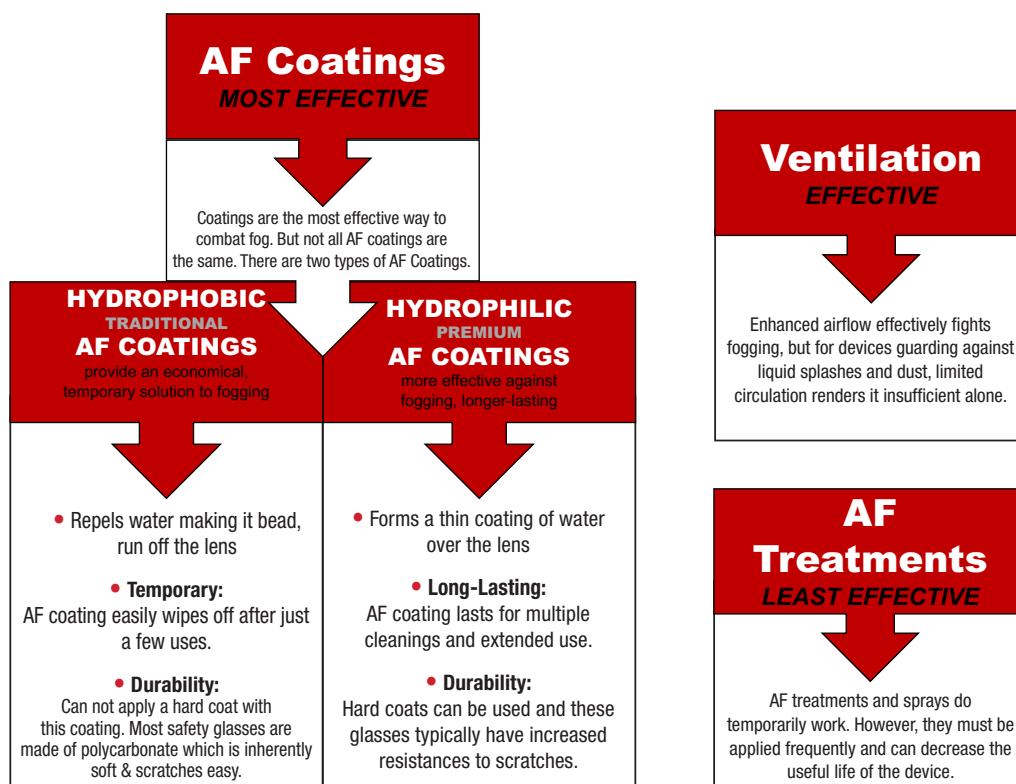 AF Coatings
MOST EFFECTIVE
Coatings are the most effective way to
combat fog. But not all AF coatings are
the same. There are two types of AF Coatings.
HYDROPHOBIC
TRADITIONAL
AF COATINGS
provide an economical,
temporary solution to fogging
• Repels water making it bead,
run off the lens
• Temporary:
AF coating easily wipes off after just
a few uses.
• Durability:
Can not apply a hard coat with
this coating. Most safety glasses are
made of polycarbonate which is inherently
soft & scratches easy.
HYDROPHILIC
PREMIUM
AF COATINGS
more effective against
fogging, longer-lasting
• Forms a thin coating of water
over the lens
• Long-Lasting:
AF coating lasts for multiple
cleanings and extended use.
• Durability:
Hard coats can be used and these
glasses typically have increased
resistances to scratches.
Ventilation
EFFECTIVE
Enhanced airflow effectively fights
fogging, but for devices guarding against
liquid splashes and dust, limited
circulation renders it insufficient alone.
AF
Treatments
LEAST EFFECTIVE
AF treatments and sprays do
temporarily work. However, they must be
applied frequently and can decrease the
useful life of the device.